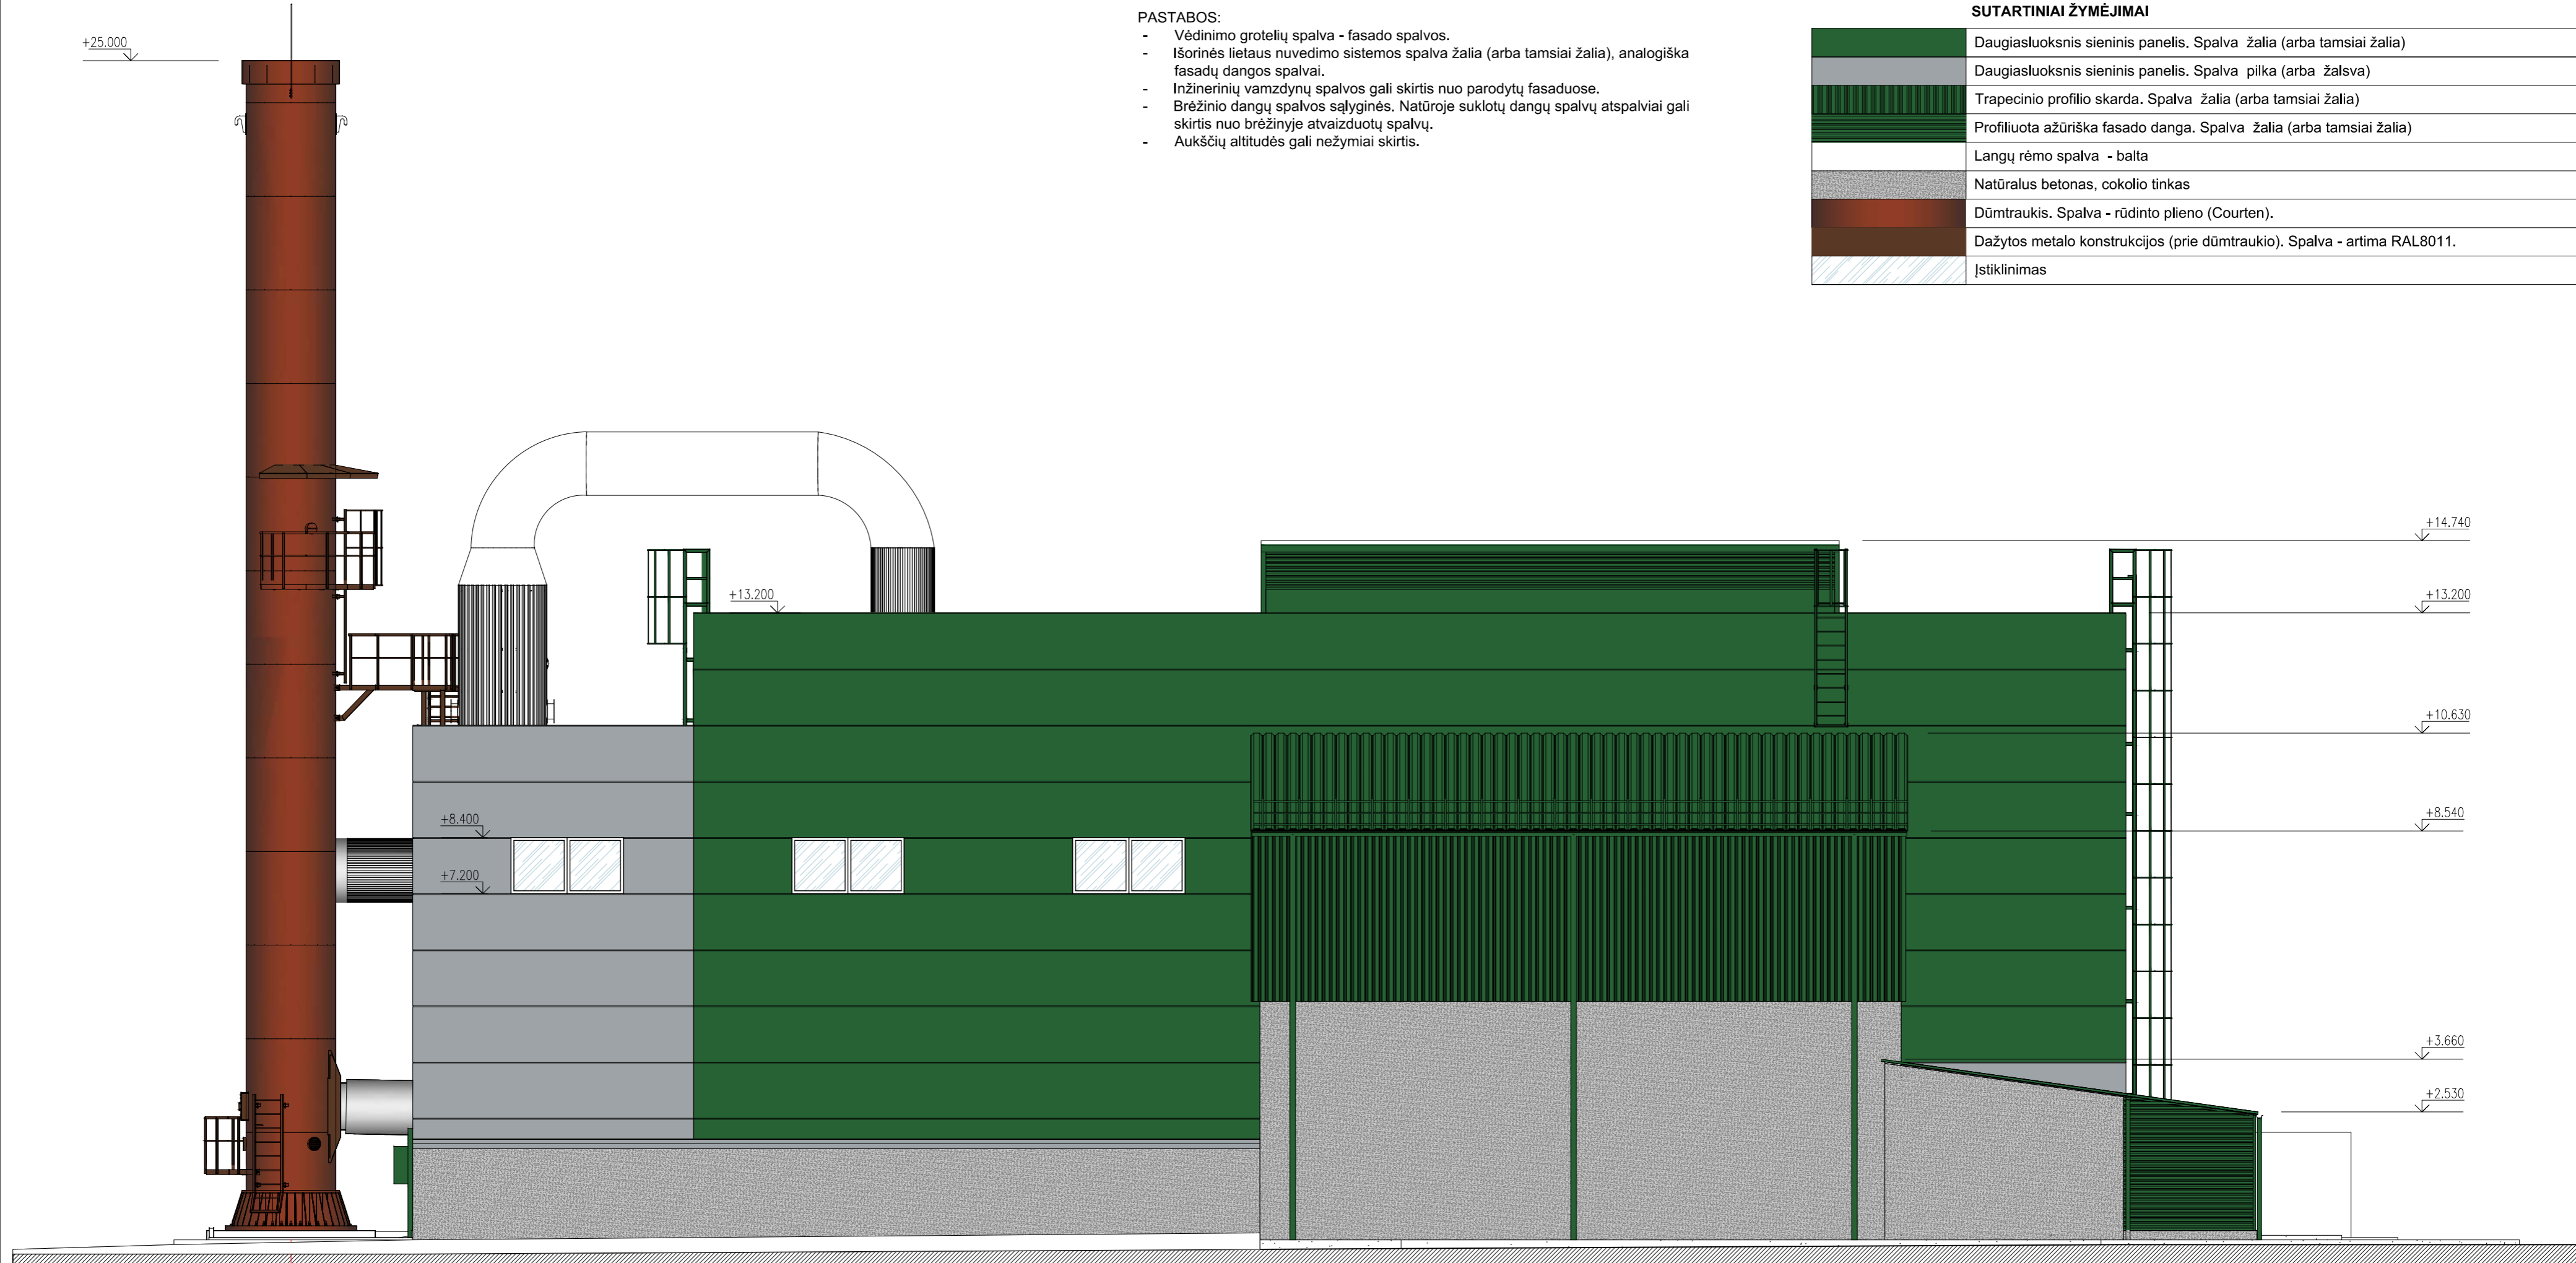 PASTABOS:
- Vėdinimo grotelių spalva - fasado spalvos.
- Išorinės lietaus nuvedimo sistemos spalva žalia (arba tamsiai žalia), analogiška
fasadų dangos spalvai.
- Inžinerinių vamzdynų spalvos gali skirtis nuo parodytų fasaduose.
- Brėžinio dangų spalvos sąlyginės. Natūroje suklotų dangų spalvų atspalviai gali
skirtis nuo brėžinyje atvaizduotų spalvų.
- Aukščių altitudės gali nežymiai skirtis.
SUTARTINIAI ŽYMĖJIMAI
Daugiasluoksnis sieninis panelis. Spalva žalia (arba tamsiai žalia)
Daugiasluoksnis sieninis panelis. Spalva pilka (arba žalsva)
Trapecinio profilio skarda. Spalva žalia (arba tamsiai žalia)
Profiliuota ažūriška fasado danga. Spalva žalia (arba tamsiai žalia)
Langų rėmo spalva - balta
Natūralus betonas, cokolio tinkas
Dūmtraukis. Spalva - rūdinto plieno (Courten).
Dažytos metalo konstrukcijos (prie dūmtraukio). Spalva - artima RAL8011.
Įstiklinimas
+25.000
+13.200
+8.400
+7.200
+14.740
+13.200
+10.630
+8.540
+3.660
+2.530